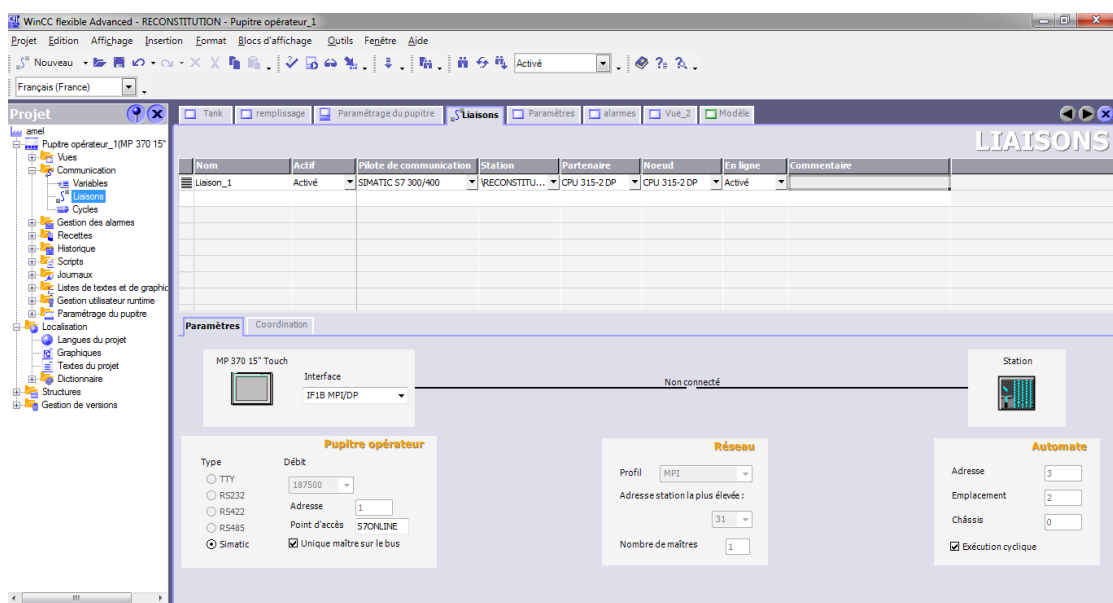 WinCC flexible Advanced - RECONSTITUTION - Pupitre opérateur_1
Projet Edition Affichage Insertion Format Blocs d'affichage Outils Fenêtre Aide
Nouveau Activé
Français (France)
Projet
Tank remplissage Paramétrage du pupitre Liaisons Paramètres alarmes Vue_2 Modèle
amel
Pupitre opérateur_1(MP 370 15"
Vues
Communication
Variables
Liaisons
Cycles
Gestion des alarmes
Recettes
Historique
Scripts
Journaux
Listes de textes et de graphic
Gestion utilisateur runtime
Paramétrage du pupitre
Localisation
Langues du projet
Graphiques
Textes du projet
Dictionnaire
Structures
Gestion de versions
LIAISONS
Nom Actif Pilote de communication Station Partenaire Noeud En ligne Commentaire
Liaison_1 Activé SIMATIC S7 300/400 \RECONSTITU... CPU 315-2 DP CPU 315-2 DP Activé
Paramètres Coordination
MP 370 15" Touch
Interface
IF1B MPI/DP
Non connecté
Station
Pupitre opérateur
Type Débit
TTY
187500
RS232
RS422
Adresse 1
RS485
Point d'accès S7ONLINE
Simatic
Unique maître sur le bus
Réseau
Profil MPI
Adresse station la plus élevée :
31
Nombre de maîtres 1
Automate
Adresse 3
Emplacement 2
Châssis 0
Exécution cyclique